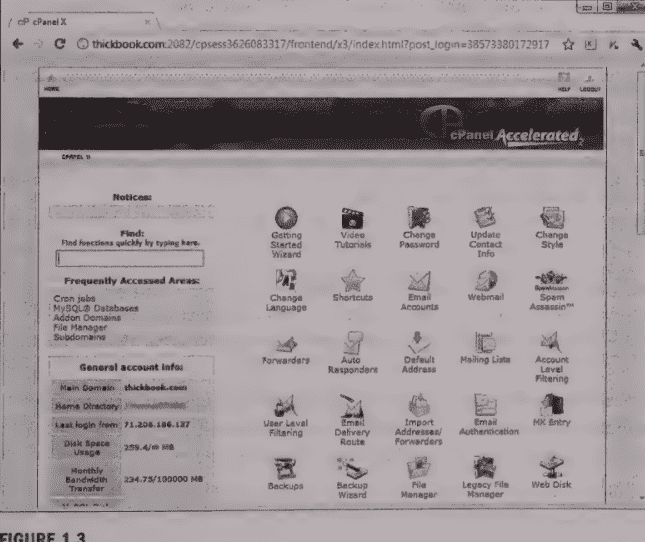 cP cPanel X
thickbook.com:2082/cpsess3626083317/frontend/x3/index.html?post_login=38573380172917
HOME
HELP LOGOUT
cPanel Accelerated2
CPANEL X
Notices:
Find:
Find functions quickly by typing here.
Frequently Accessed Areas:
Cron jobs
MySQL® Databases
Addon Domains
File Manager
Subdomains
General account info:
Main Domain thickbook.com
Home Directory
Last login from 71.206.186.137
Disk Space Usage 259.4/∞ MB
Monthly Bandwidth Transfer 234.75/100000 MB
Getting Started Wizard
Video Tutorials
Change Password
Update Contact Info
Change Style
Change Language
Shortcuts
Email Accounts
Webmail
Spam Assassin™
Forwarders
Auto Responders
Default Address
Mailing Lists
Account Level Filtering
User Level Filtering
Email Delivery Route
Import Addresses/ Forwarders
Email Authentication
MX Entry
Backups
Backup Wizard
File Manager
Legacy File Manager
Web Disk
FIGURE 1.3